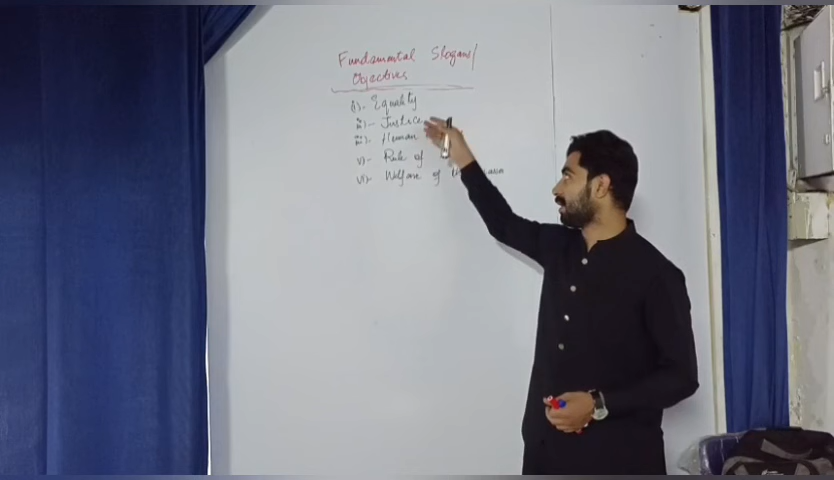 Fundamental Slogans/
Objectives
i). Equality
ii)- Justice
iii)- Human
v)- Rule of
vi)- Welfare of